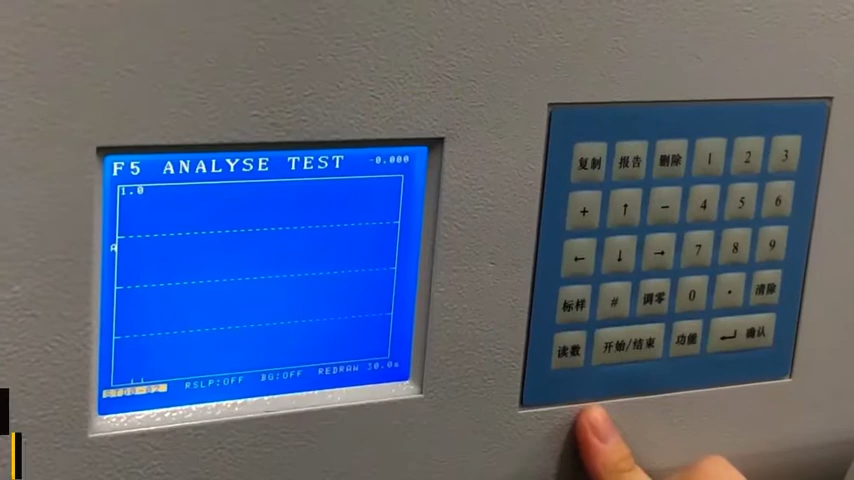 F5 ANALYSE TEST -0.000
1.0
A
RSLP:OFF BG:OFF REDRAW 30.0s
复制 报告 删除 1 2 3
+ ↑ - 4 5 6
← ↓ → 7 8 9
标样 # 调零 0 · 清除
读数 开始/结束 功能 ↵ 确认